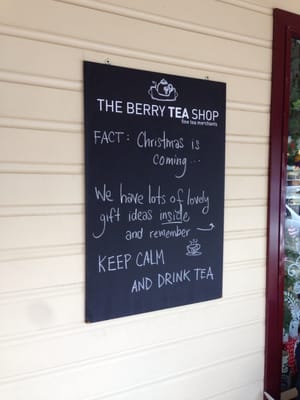 THE BERRY TEA SHOP
fine tea merchants
FACT: Christmas is
coming...
We have lots of lovely
gift ideas inside
and remember
KEEP CALM
AND DRINK TEA